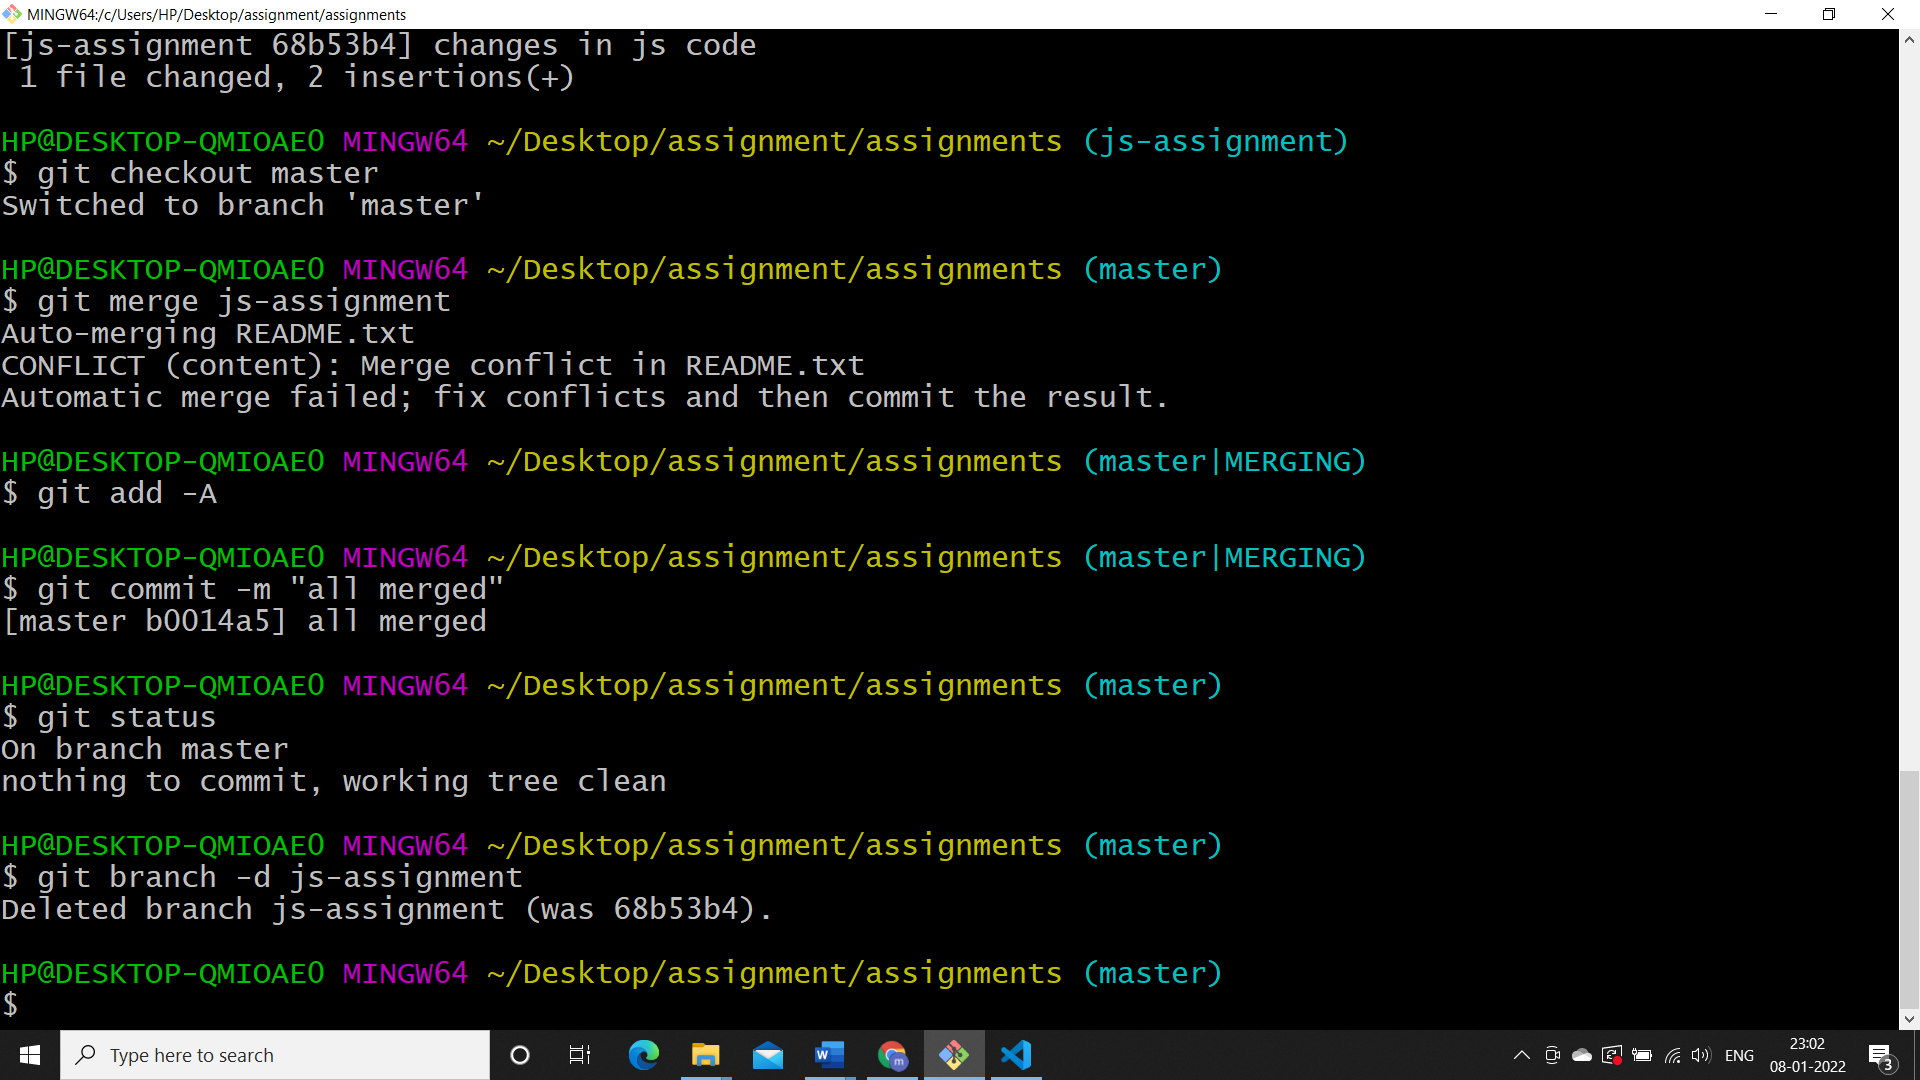 MINGW64:/c/Users/HP/Desktop/assignment/assignments
[js-assignment 68b53b4] changes in js code
 1 file changed, 2 insertions(+)
HP@DESKTOP-QMIOAEO MINGW64 ~/Desktop/assignment/assignments (js-assignment)
$ git checkout master
Switched to branch 'master'
HP@DESKTOP-QMIOAEO MINGW64 ~/Desktop/assignment/assignments (master)
$ git merge js-assignment
Auto-merging README.txt
CONFLICT (content): Merge conflict in README.txt
Automatic merge failed; fix conflicts and then commit the result.
HP@DESKTOP-QMIOAEO MINGW64 ~/Desktop/assignment/assignments (master|MERGING)
$ git add -A
HP@DESKTOP-QMIOAEO MINGW64 ~/Desktop/assignment/assignments (master|MERGING)
$ git commit -m "all merged"
[master b0014a5] all merged
HP@DESKTOP-QMIOAEO MINGW64 ~/Desktop/assignment/assignments (master)
$ git status
On branch master
nothing to commit, working tree clean
HP@DESKTOP-QMIOAEO MINGW64 ~/Desktop/assignment/assignments (master)
$ git branch -d js-assignment
Deleted branch js-assignment (was 68b53b4).
HP@DESKTOP-QMIOAEO MINGW64 ~/Desktop/assignment/assignments (master)
$
Type here to search
W
m
ENG
23:02
08-01-2022
3